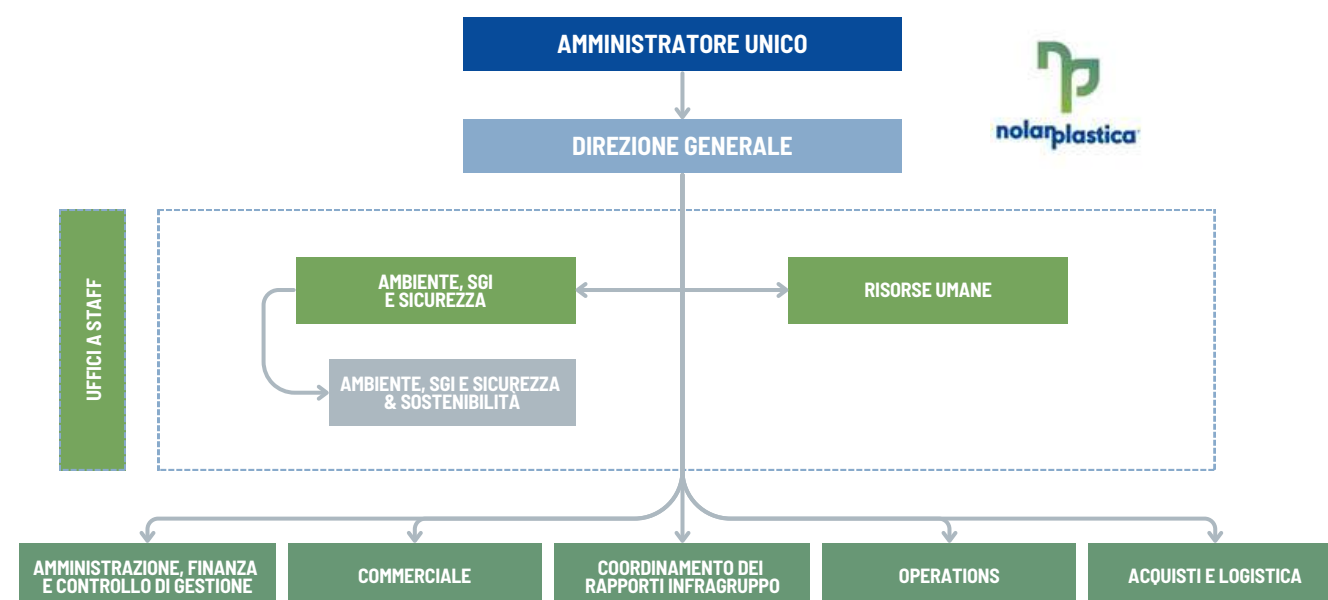 AMMINISTRATORE UNICO
nolanplastica
DIREZIONE GENERALE
UFFICI A STAFF
AMBIENTE, SGI
E SICUREZZA
RISORSE UMANE
AMBIENTE, SGI E SICUREZZA
& SOSTENIBILITÀ
AMMINISTRAZIONE, FINANZA
E CONTROLLO DI GESTIONE
COMMERCIALE
COORDINAMENTO DEI
RAPPORTI INFRAGRUPPO
OPERATIONS
ACQUISTI E LOGISTICA